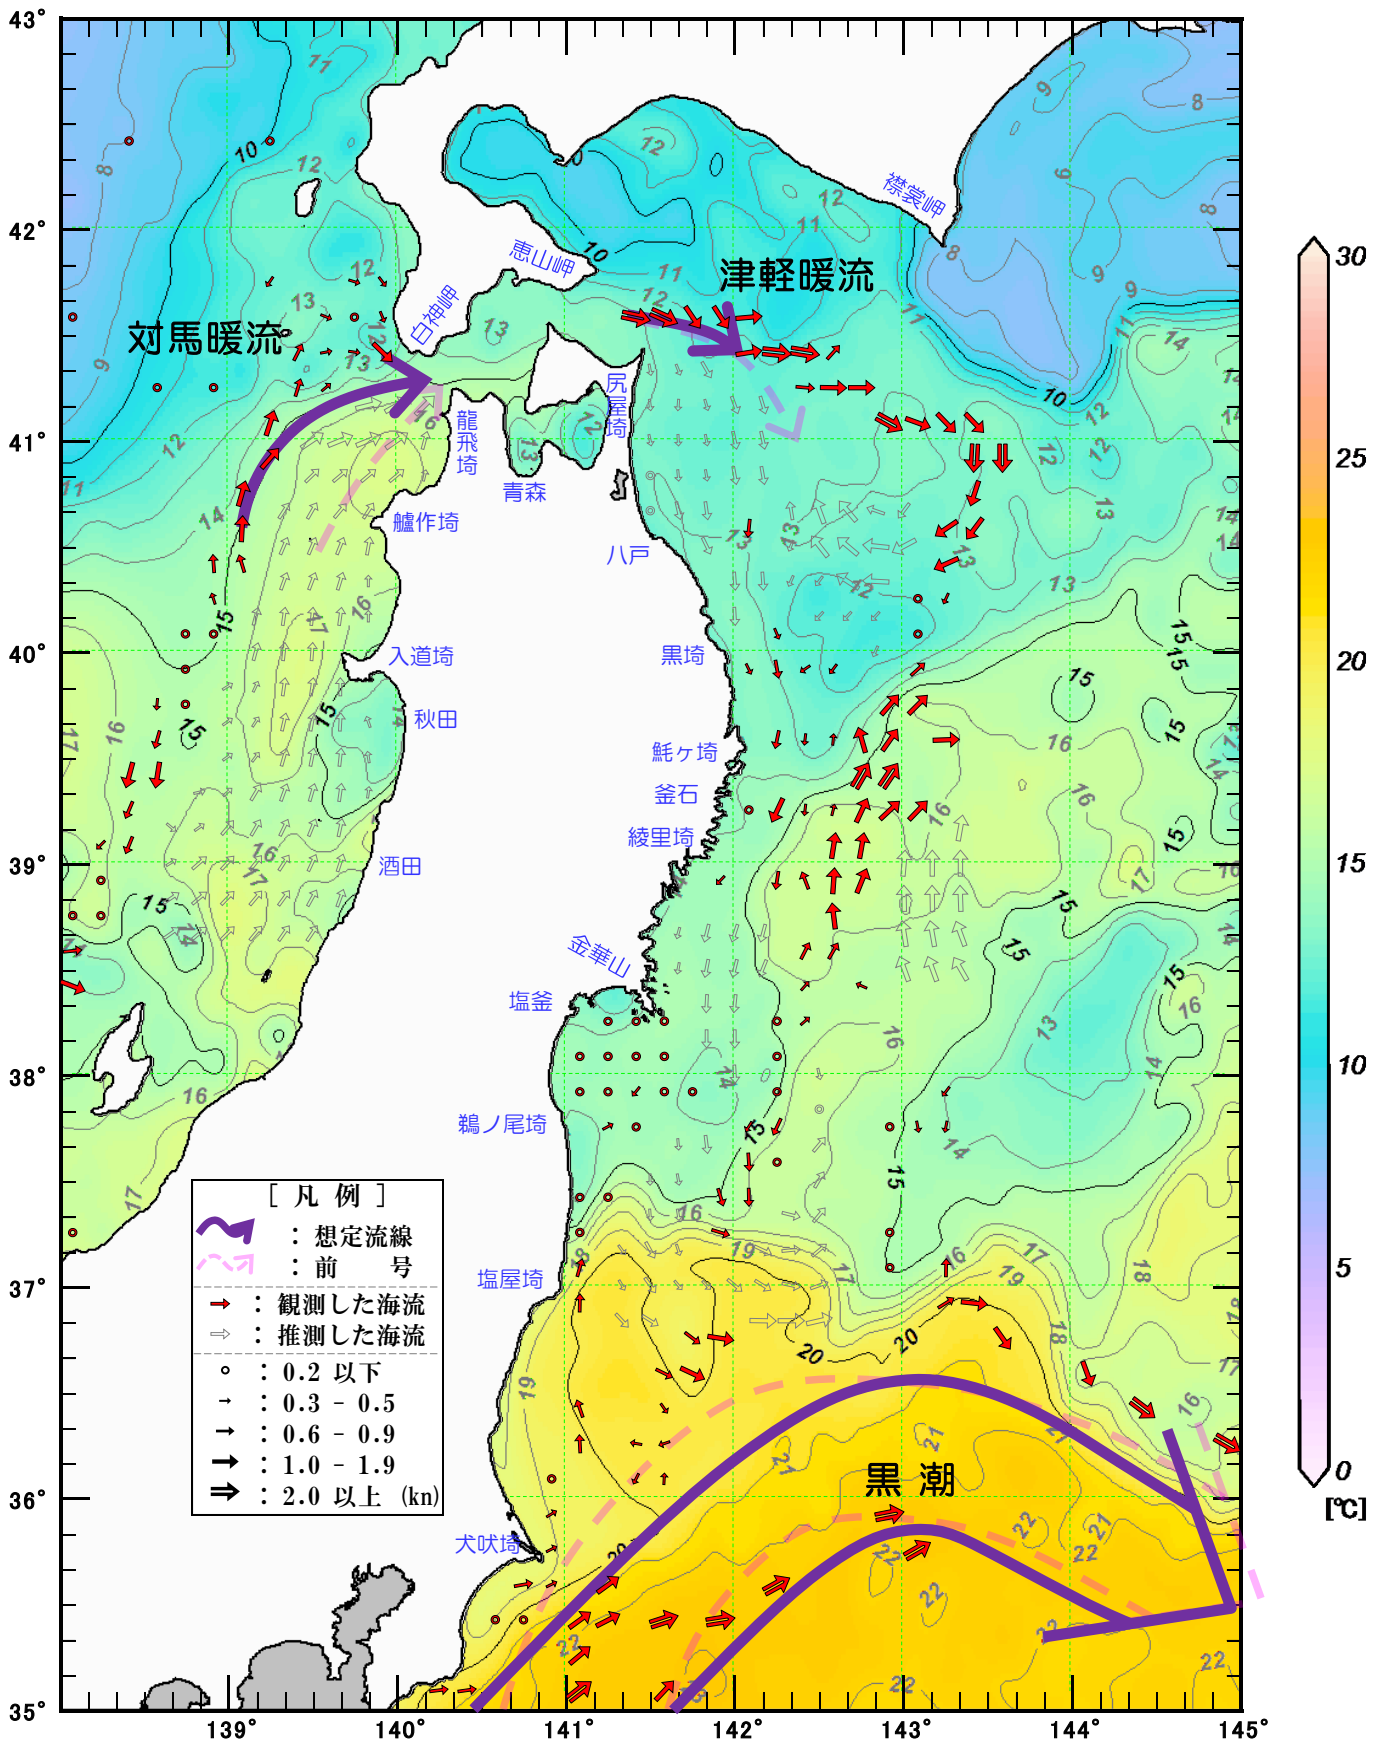 43°
42°
41°
40°
39°
38°
37°
36°
35°
139°
140°
141°
142°
143°
144°
145°
対馬暖流
津軽暖流
黒潮
襟裳岬
恵山岬
白神岬
尻屋埼
龍飛埼
青森
艫作埼
八戸
入道埼
黒埼
秋田
魹ヶ埼
釜石
綾里埼
酒田
金華山
塩釜
鵜ノ尾埼
塩屋埼
犬吠埼
[ 凡 例 ]
: 想定流線
: 前 号
: 観測した海流
: 推測した海流
: 0.2 以下
: 0.3 - 0.5
: 0.6 - 0.9
: 1.0 - 1.9
: 2.0 以上 (kn)
30
25
20
15
10
5
0
[℃]